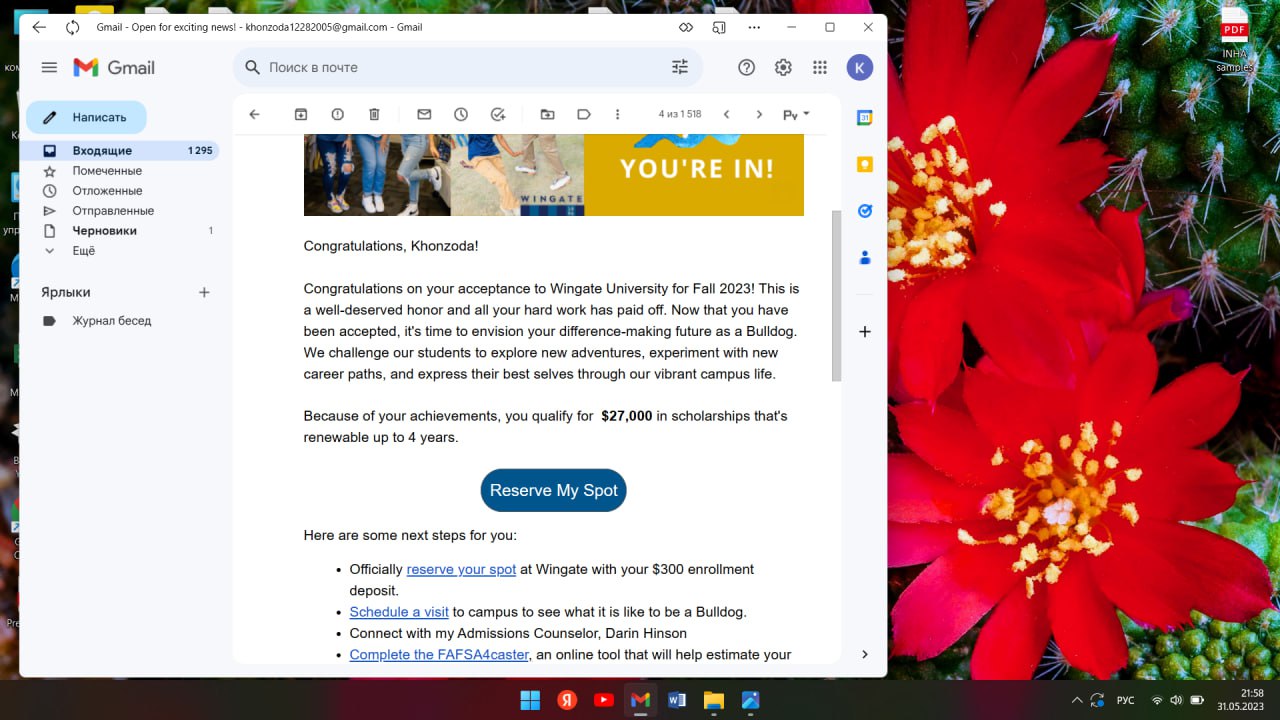 Gmail - Open for exciting news! - khonzoda12282005@gmail.com - Gmail
Gmail
Поиск в почте
K
Написать
4 из 1 518
Ру
Входящие 1 295
Помеченные
Отложенные
Отправленные
Черновики 1
Ещё
Ярлыки
Журнал бесед
31
YOU'RE IN!
WINGATE
Congratulations, Khonzoda!
Congratulations on your acceptance to Wingate University for Fall 2023! This is
a well-deserved honor and all your hard work has paid off. Now that you have
been accepted, it's time to envision your difference-making future as a Bulldog.
We challenge our students to explore new adventures, experiment with new
career paths, and express their best selves through our vibrant campus life.
Because of your achievements, you qualify for $27,000 in scholarships that's
renewable up to 4 years.
Reserve My Spot
Here are some next steps for you:
• Officially reserve your spot at Wingate with your $300 enrollment
deposit.
• Schedule a visit to campus to see what it is like to be a Bulldog.
• Connect with my Admissions Counselor, Darin Hinson
• Complete the FAFSA4caster, an online tool that will help estimate your
PDF
INHA
samples
РУС
21:58
31.05.2023